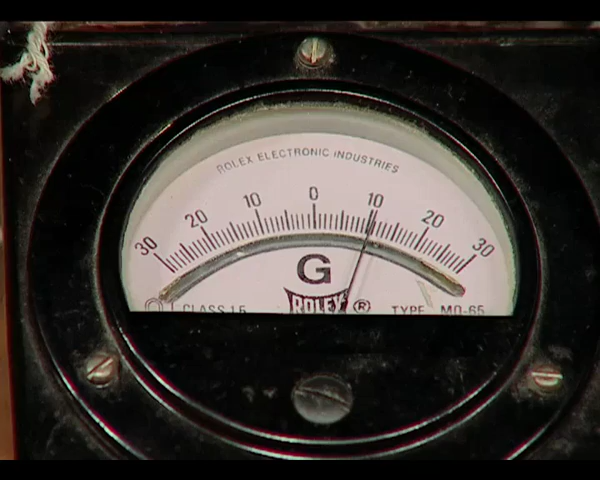 ROLEX ELECTRONIC INDUSTRIES
30 20 10 0 10 20 30
G
ROLEX ®
CLASS 1.5 TYPE MO-65